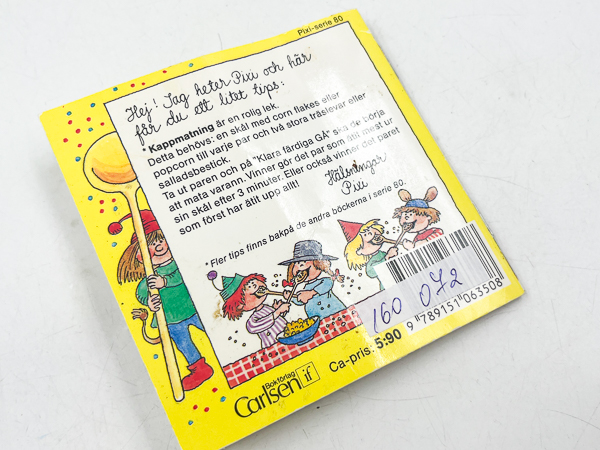 Pixi-serie 80
Hej! Jag heter Pixi och här
får du ett litet tips:
* Kappmatning är en rolig lek.
Detta behövs: en skål med corn flakes eller
popcorn till varje par och två stora träslevar eller
salladsbestick.
Ta ut paren och på "Klara färdiga GÅ" ska de börja
att mata varann. Vinner gör det par som ätit mest ur
sin skål efter 3 minuter. Eller också vinner det paret
som först har ätit upp allt!
Hälsningar
Pixi
* Fler tips finns bakpå de andra böckerna i serie 80.
160 072
9 789151 063508
Ca-pris: 5:90
Bokförlag
Carlsen if